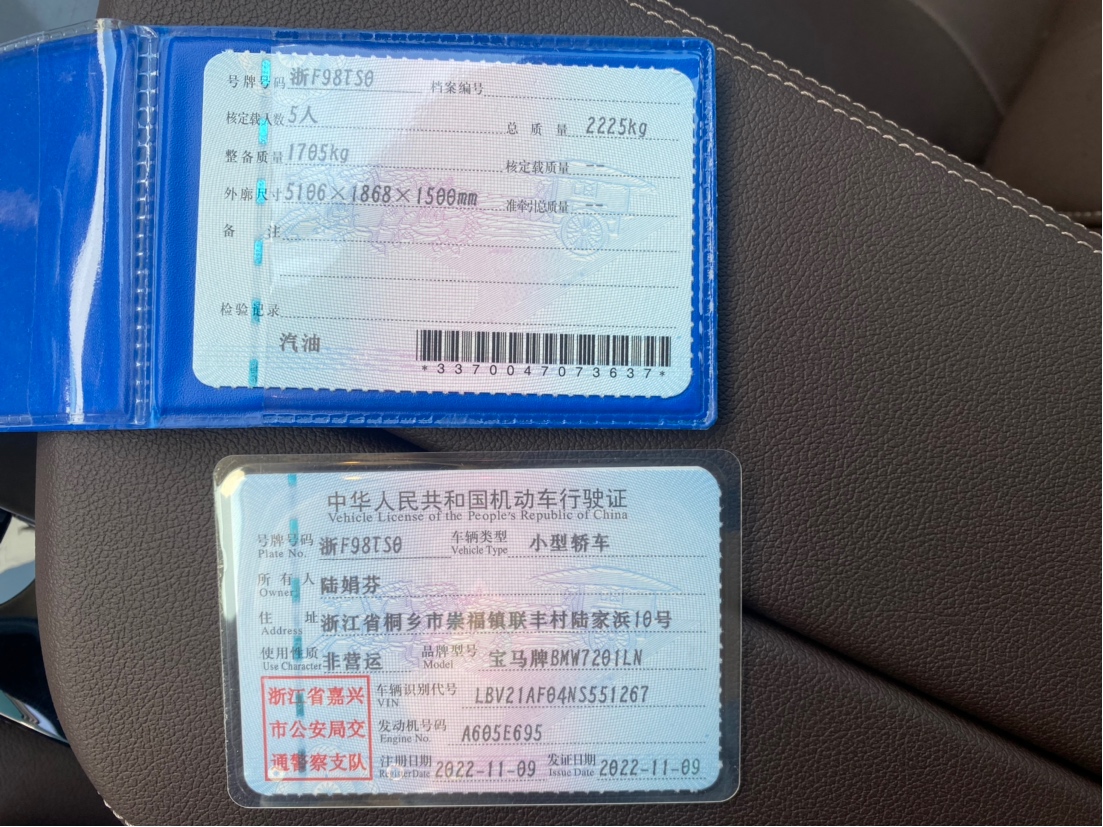 号牌号码 浙F98TS0 档案编号
核定载人数 5人 总质量 2225kg
整备质量 1705kg 核定载质量 --
外廓尺寸 5106×1868×1500mm 准牵引总质量 --
备注
检验记录
汽油
*3370047073637*
中华人民共和国机动车行驶证
Vehicle License of the People's Republic of China
号牌号码 浙F98TS0 车辆类型 小型轿车
Plate No. Vehicle Type
所有人 陆娟芬
Owner
住址 浙江省桐乡市崇福镇联丰村陆家浜10号
Address
使用性质 非营运 品牌型号 宝马牌BMW7201LN
Use Character Model
浙江省嘉兴
市公安局交
通警察支队
车辆识别代号 LBV21AF04NS551267
VIN
发动机号码 A605E695
Engine No.
注册日期 2022-11-09 发证日期 2022-11-09
Register Date Issue Date